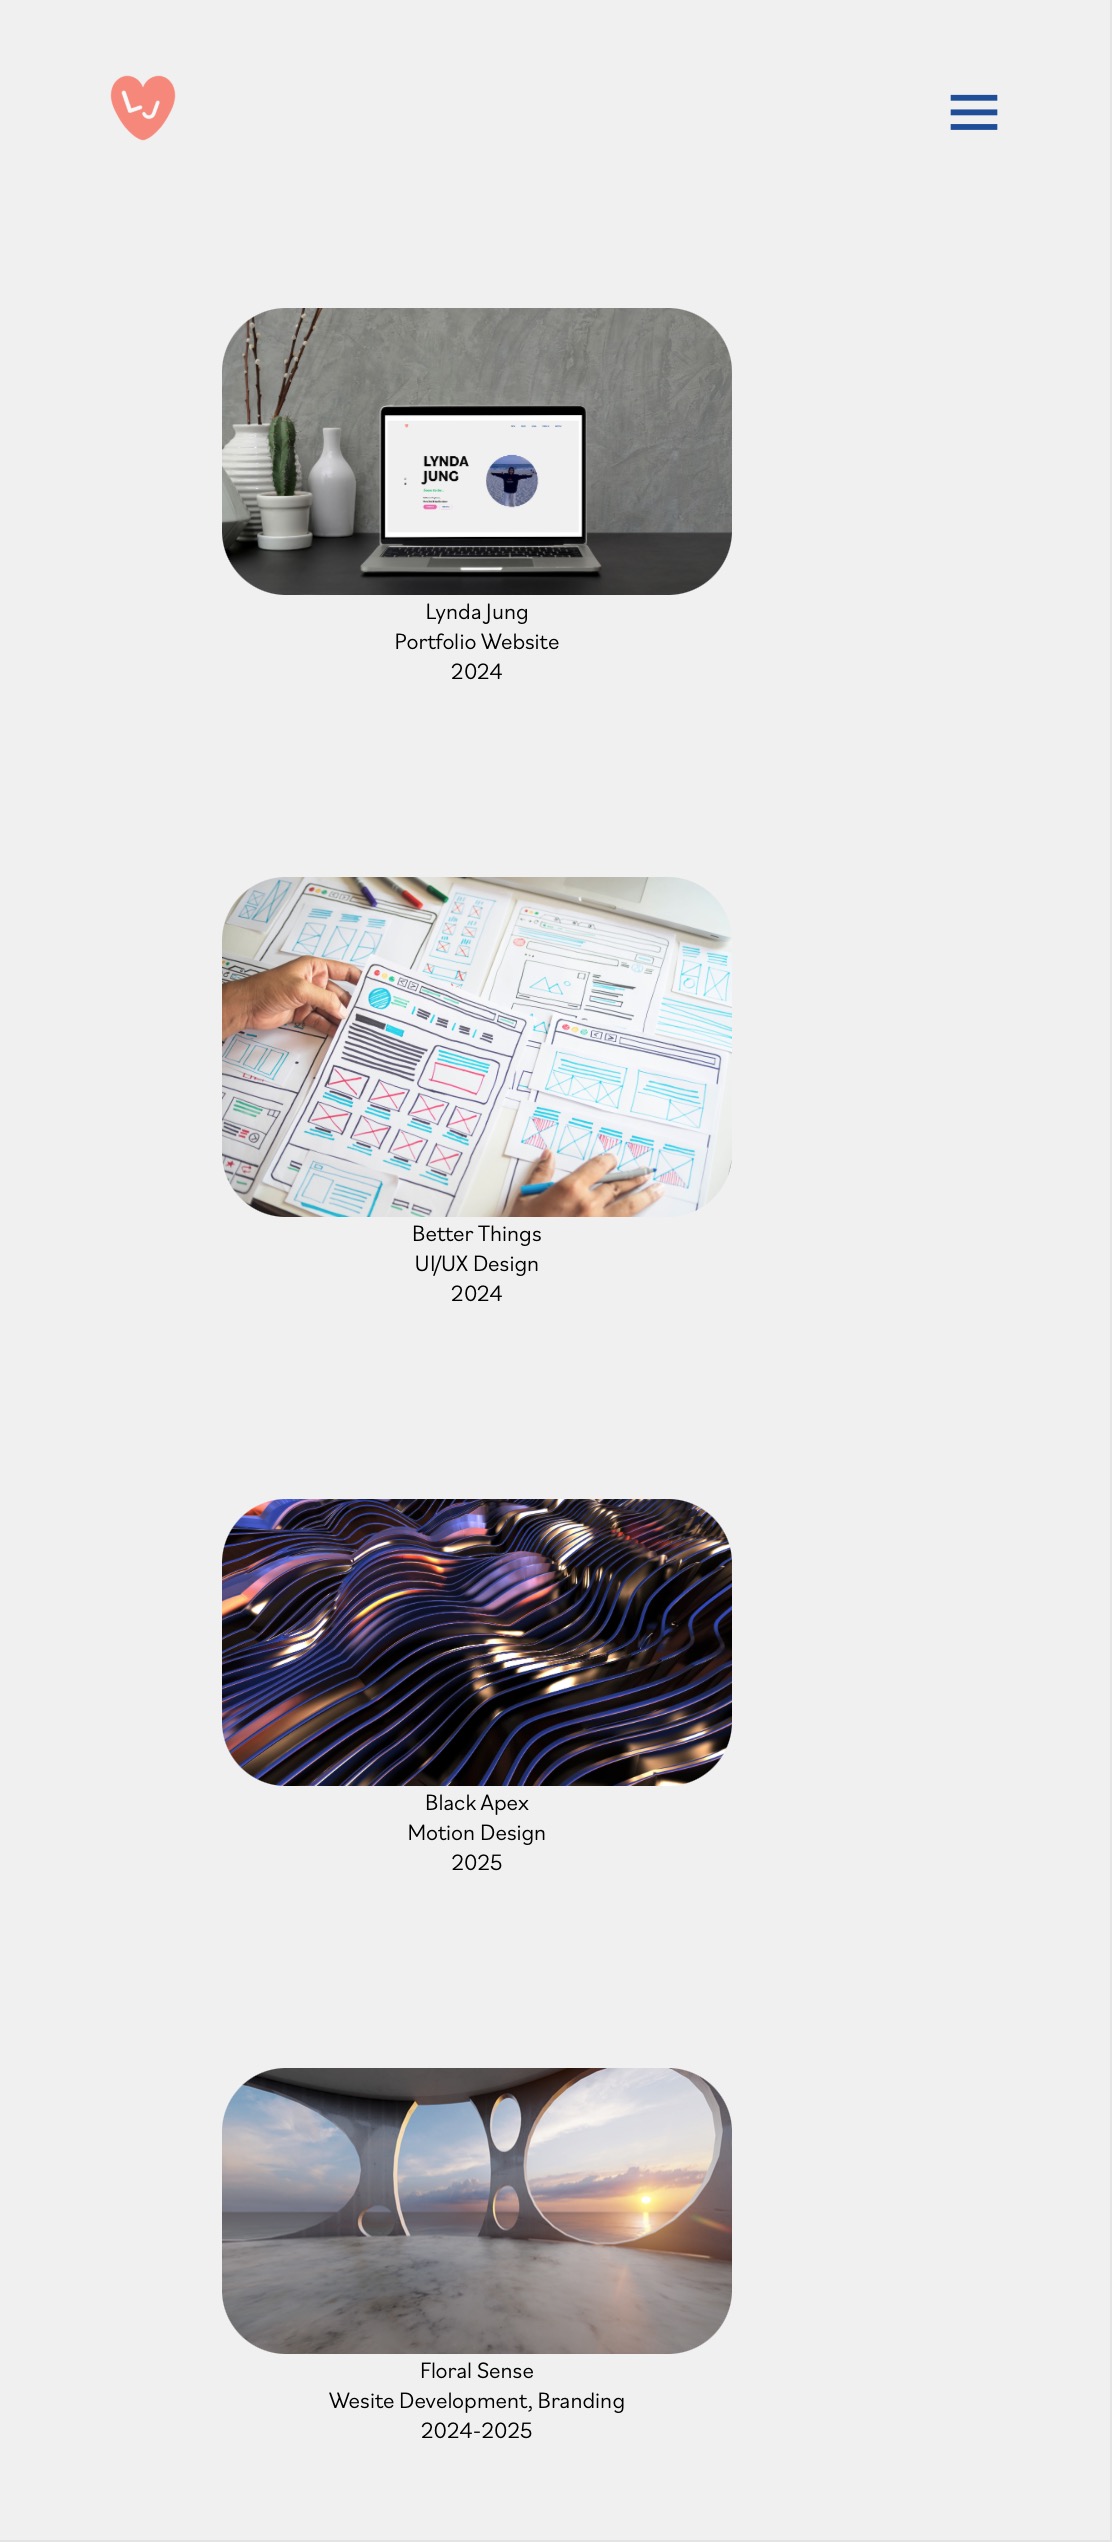 LJ
LYNDA
JUNG
Lynda Jung
Portfolio Website
2024
Better Things
UI/UX Design
2024
Black Apex
Motion Design
2025
Floral Sense
Wesite Development, Branding
2024-2025